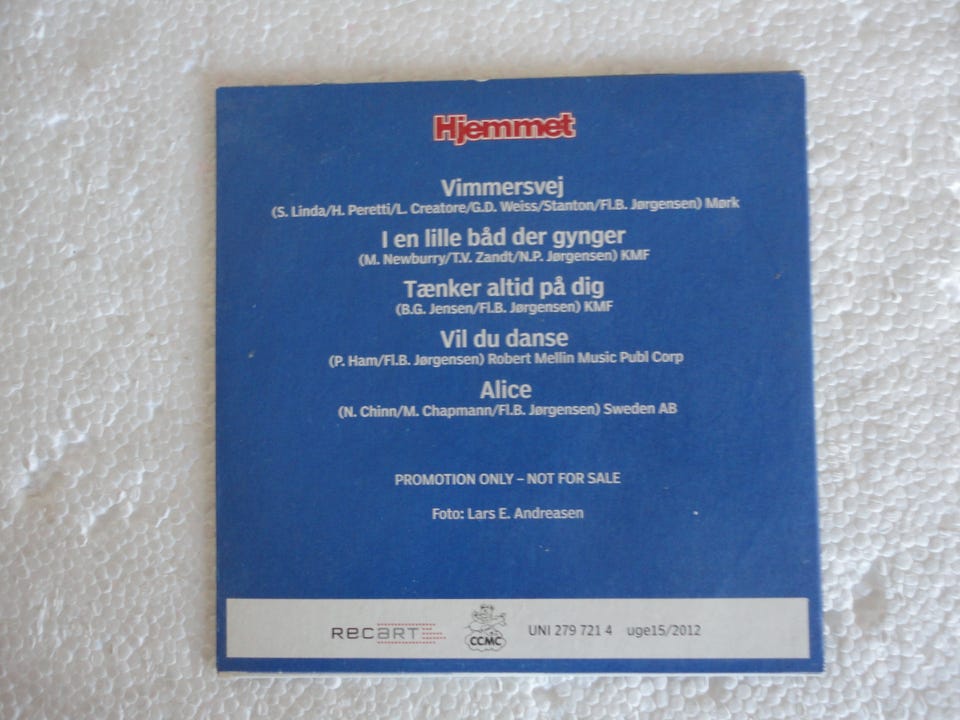 Hjemmet
Vimmersvej
(S. Linda/H. Peretti/L. Creatore/G.D. Weiss/Stanton/Fl.B. Jørgensen) Mørk
I en lille båd der gynger
(M. Newburry/T.V. Zandt/N.P. Jørgensen) KMF
Tænker altid på dig
(B.G. Jensen/Fl.B. Jørgensen) KMF
Vil du danse
(P. Ham/Fl.B. Jørgensen) Robert Mellin Music Publ Corp
Alice
(N. Chinn/M. Chapmann/Fl.B. Jørgensen) Sweden AB
PROMOTION ONLY – NOT FOR SALE
Foto: Lars E. Andreasen
RECART CCMC UNI 279 721 4 uge15/2012